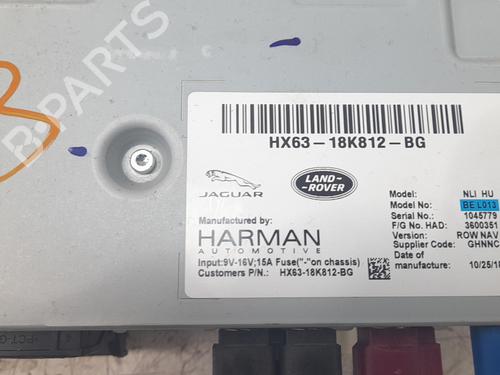 B-PARTS
3
HX63-18K812-BG
JAGUAR
LAND-
ROVER
Manufactured by:
HARMAN
AUTOMOTIVE
Input:9V-16V;15A Fuse("-"on chassis)
Customers P/N.: HX63-18K812-BG
Model: NLI HU
Model No: BE L013
Serial No.: 1045779
F/G No. HAD: 3600351
Version: ROW NAV
Supplier Code: GHNNC
Date of
manufacture: 10/25/18